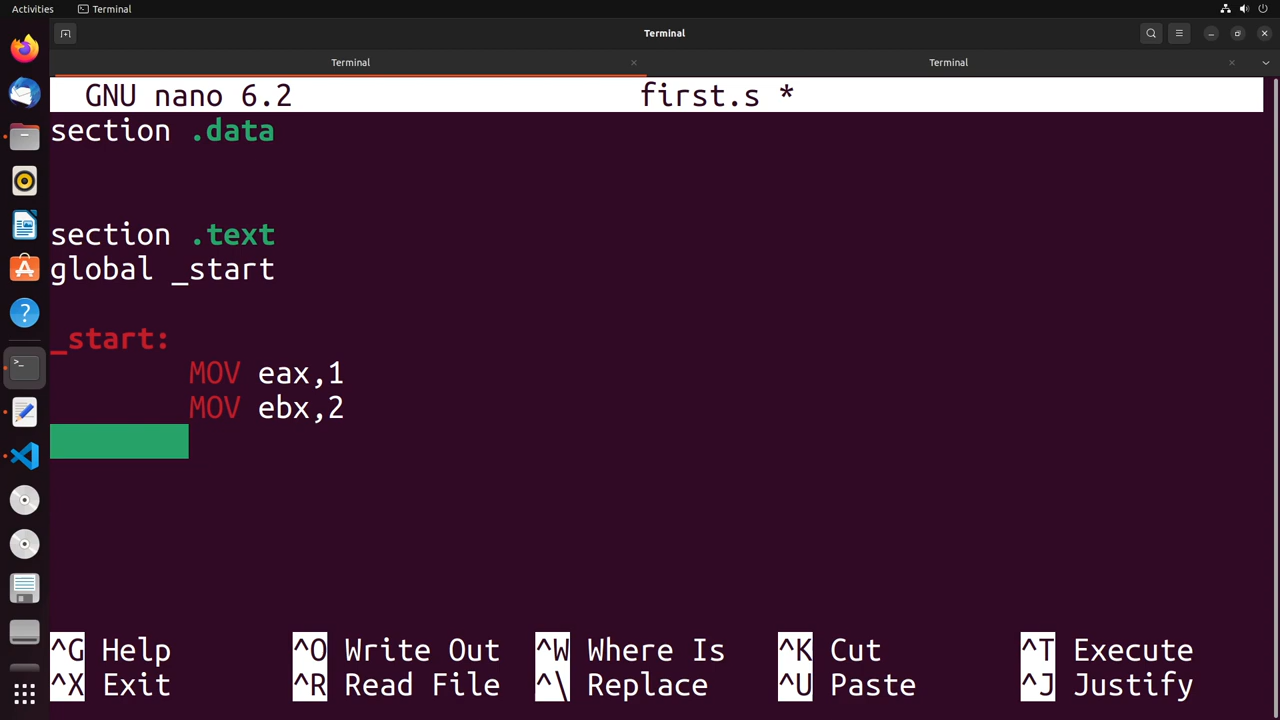 Activities Terminal
Terminal
Terminal Terminal
GNU nano 6.2 first.s *
section .data
section .text
global _start
_start:
MOV eax,1
MOV ebx,2
^G Help ^O Write Out ^W Where Is ^K Cut ^T Execute
^X Exit ^R Read File ^\ Replace ^U Paste ^J Justify